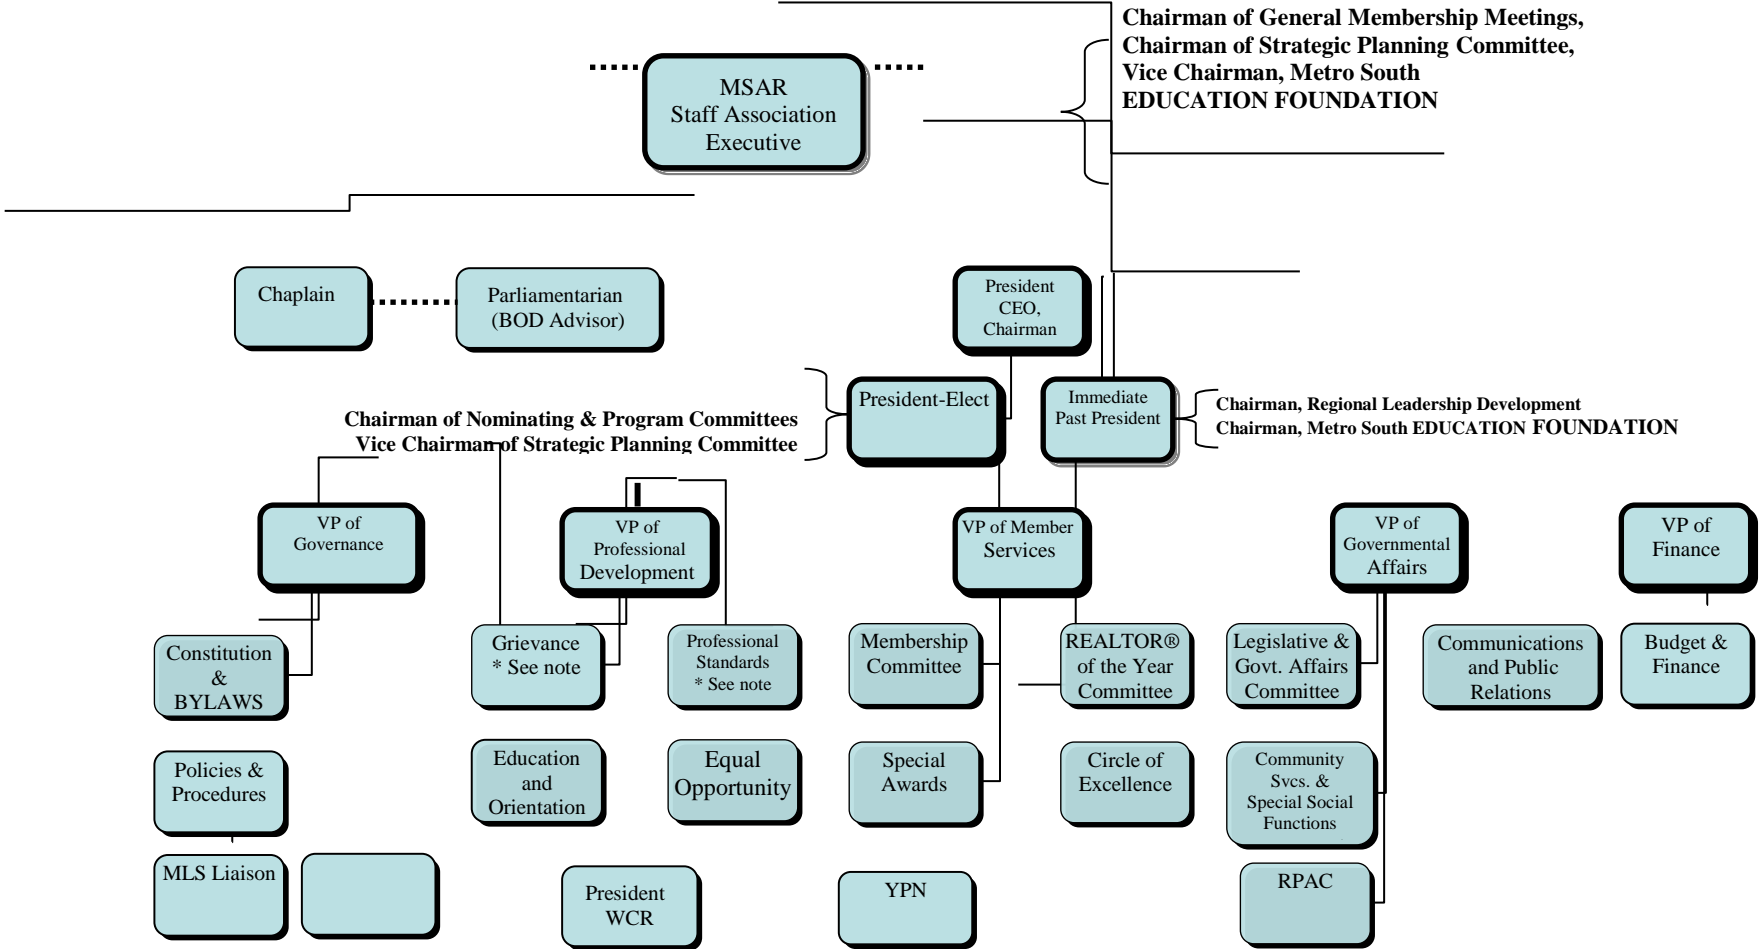 Chairman of General Membership Meetings,
Chairman of Strategic Planning Committee,
Vice Chairman, Metro South
EDUCATION FOUNDATION
MSAR
Staff Association
Executive
Chaplain
Parliamentarian
(BOD Advisor)
President
CEO,
Chairman
President-Elect
Immediate
Past President
Chairman, Regional Leadership Development
Chairman, Metro South EDUCATION FOUNDATION
Chairman of Nominating & Program Committees
Vice Chairman of Strategic Planning Committee
VP of
Governance
VP of
Professional
Development
VP of Member
Services
VP of
Governmental
Affairs
VP of
Finance
Constitution
&
BYLAWS
Grievance
* See note
Professional
Standards
* See note
Membership
Committee
REALTOR®
of the Year
Committee
Legislative &
Govt. Affairs
Committee
Communications
and Public
Relations
Budget &
Finance
Policies &
Procedures
Education
and
Orientation
Equal
Opportunity
Special
Awards
Circle of
Excellence
Community
Svcs. &
Special Social
Functions
MLS Liaison
President
WCR
YPN
RPAC